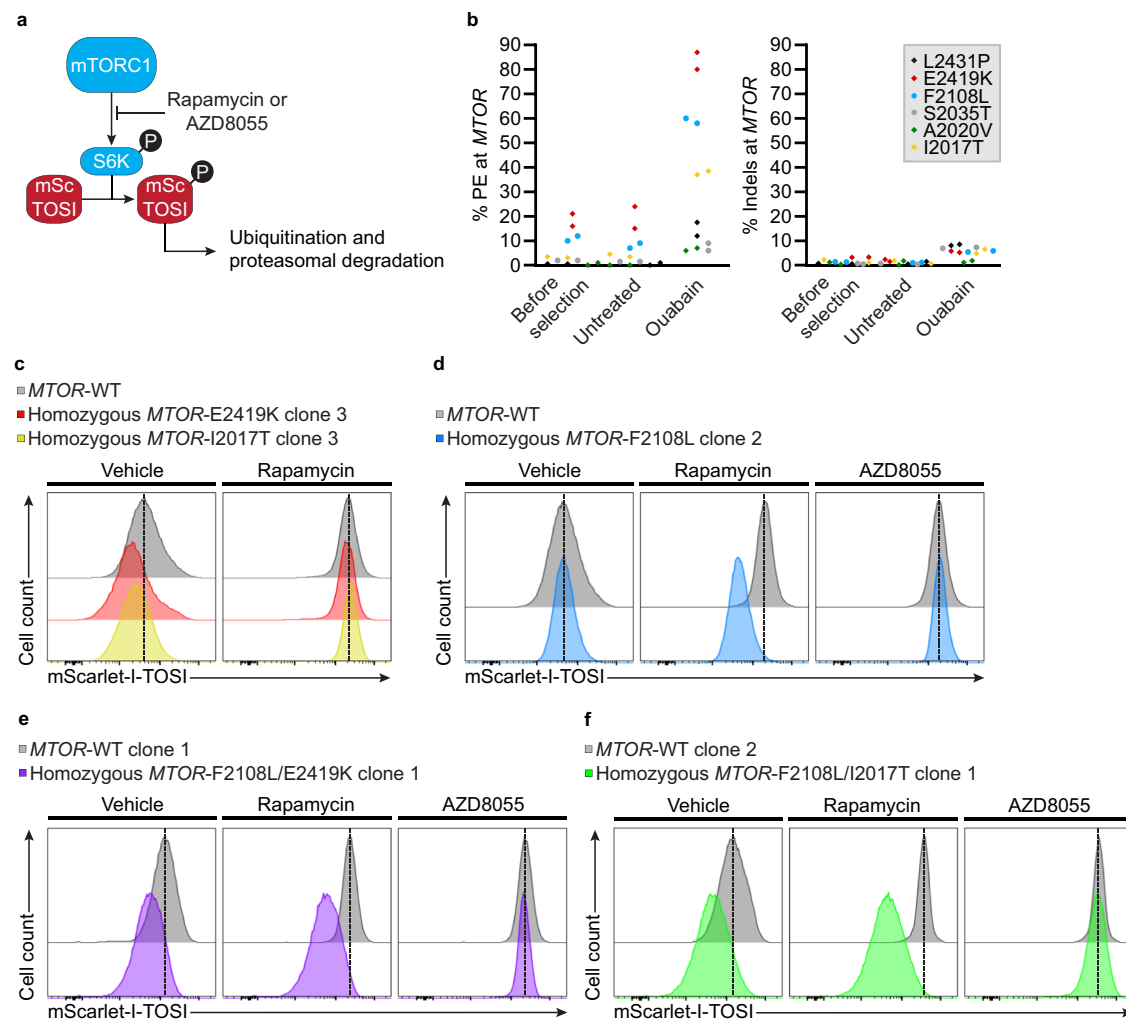 a
mTORC1
Rapamycin or
AZD8055
P
S6K
mSc
TOSI
mSc
TOSI
P
Ubiquitination and
proteasomal degradation
b
% PE at MTOR
90
80
70
60
50
40
30
20
10
0
Before
selection
Untreated
Ouabain
% Indels at MTOR
90
80
70
60
50
40
30
20
10
0
Before
selection
Untreated
Ouabain
L2431P
E2419K
F2108L
S2035T
A2020V
I2017T
c
MTOR-WT
Homozygous MTOR-E2419K clone 3
Homozygous MTOR-I2017T clone 3
Vehicle
Rapamycin
Cell count
mScarlet-I-TOSI
d
MTOR-WT
Homozygous MTOR-F2108L clone 2
Vehicle
Rapamycin
AZD8055
Cell count
mScarlet-I-TOSI
e
MTOR-WT clone 1
Homozygous MTOR-F2108L/E2419K clone 1
Vehicle
Rapamycin
AZD8055
Cell count
mScarlet-I-TOSI
f
MTOR-WT clone 2
Homozygous MTOR-F2108L/I2017T clone 1
Vehicle
Rapamycin
AZD8055
Cell count
mScarlet-I-TOSI